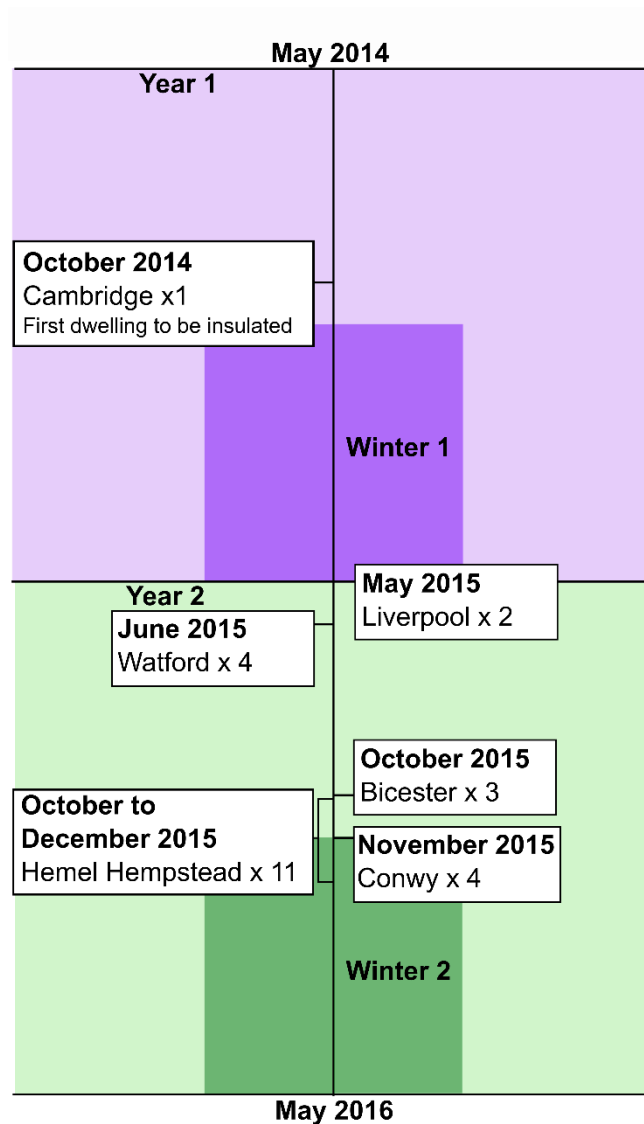 May 2014
Year 1
October 2014
Cambridge x1
First dwelling to be insulated
Winter 1
May 2015
Liverpool x 2
Year 2
June 2015
Watford x 4
October 2015
Bicester x 3
October to
December 2015
Hemel Hempstead x 11
November 2015
Conwy x 4
Winter 2
May 2016